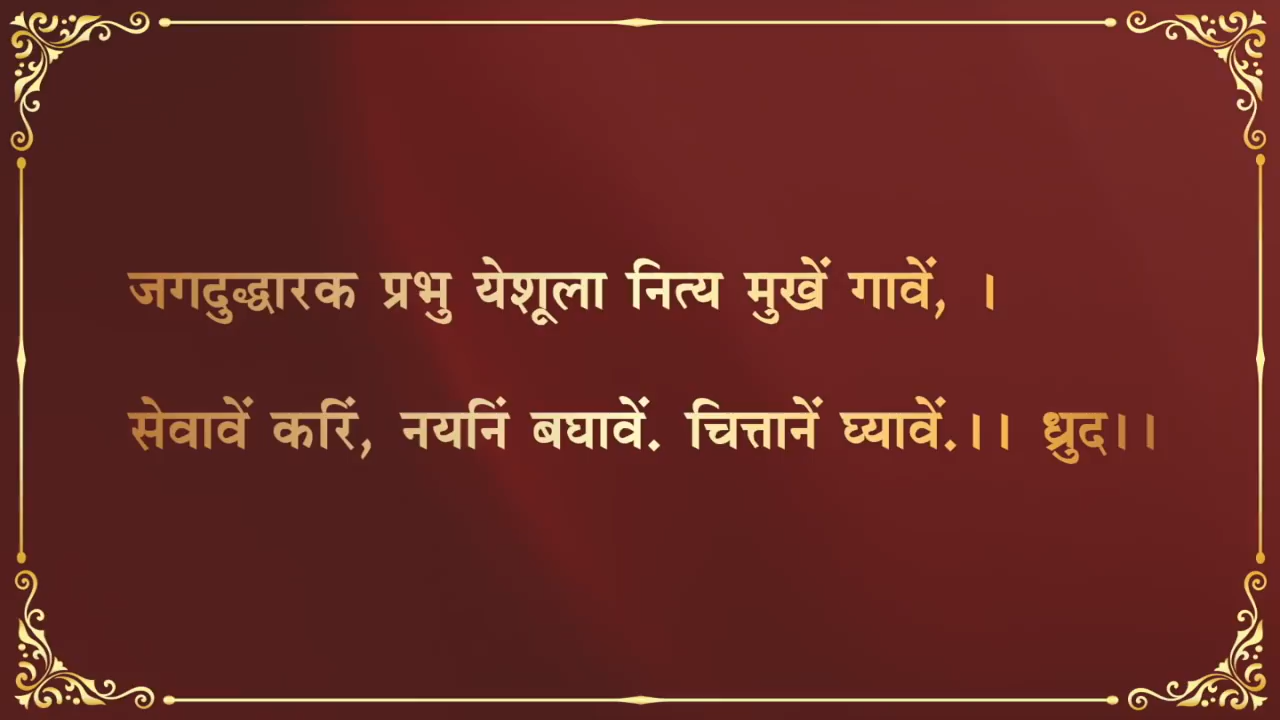 जगदुद्धारक प्रभु येशूला नित्य मुखें गावें, ।
सेवावें करिं, नयनिं बघावें. चित्तानें घ्यावें.।। ध्रुद।।